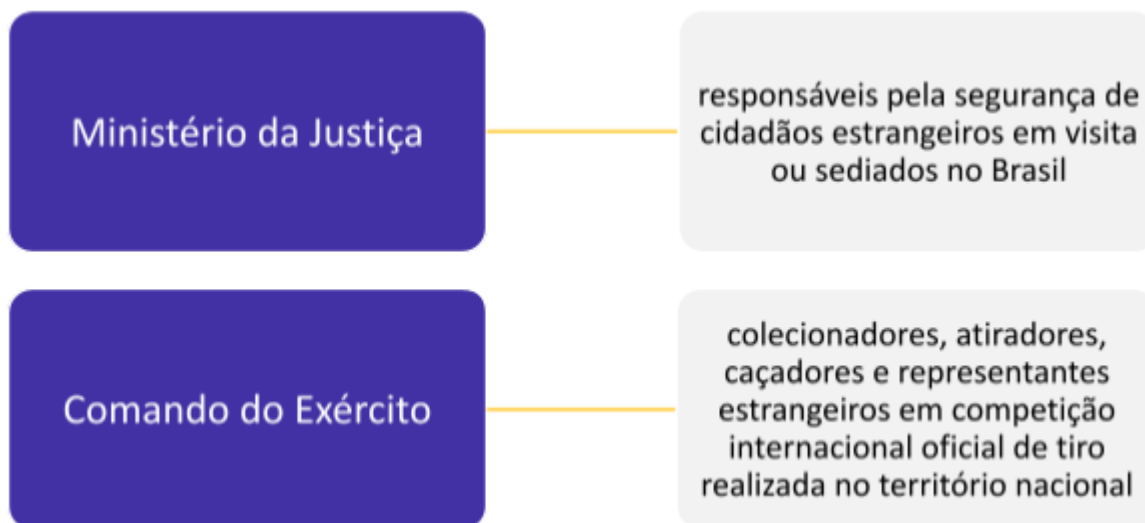 Ministério da Justiça
responsáveis pela segurança de
cidadãos estrangeiros em visita
ou sediados no Brasil
Comando do Exército
colecionadores, atiradores,
caçadores e representantes
estrangeiros em competição
internacional oficial de tiro
realizada no território nacional